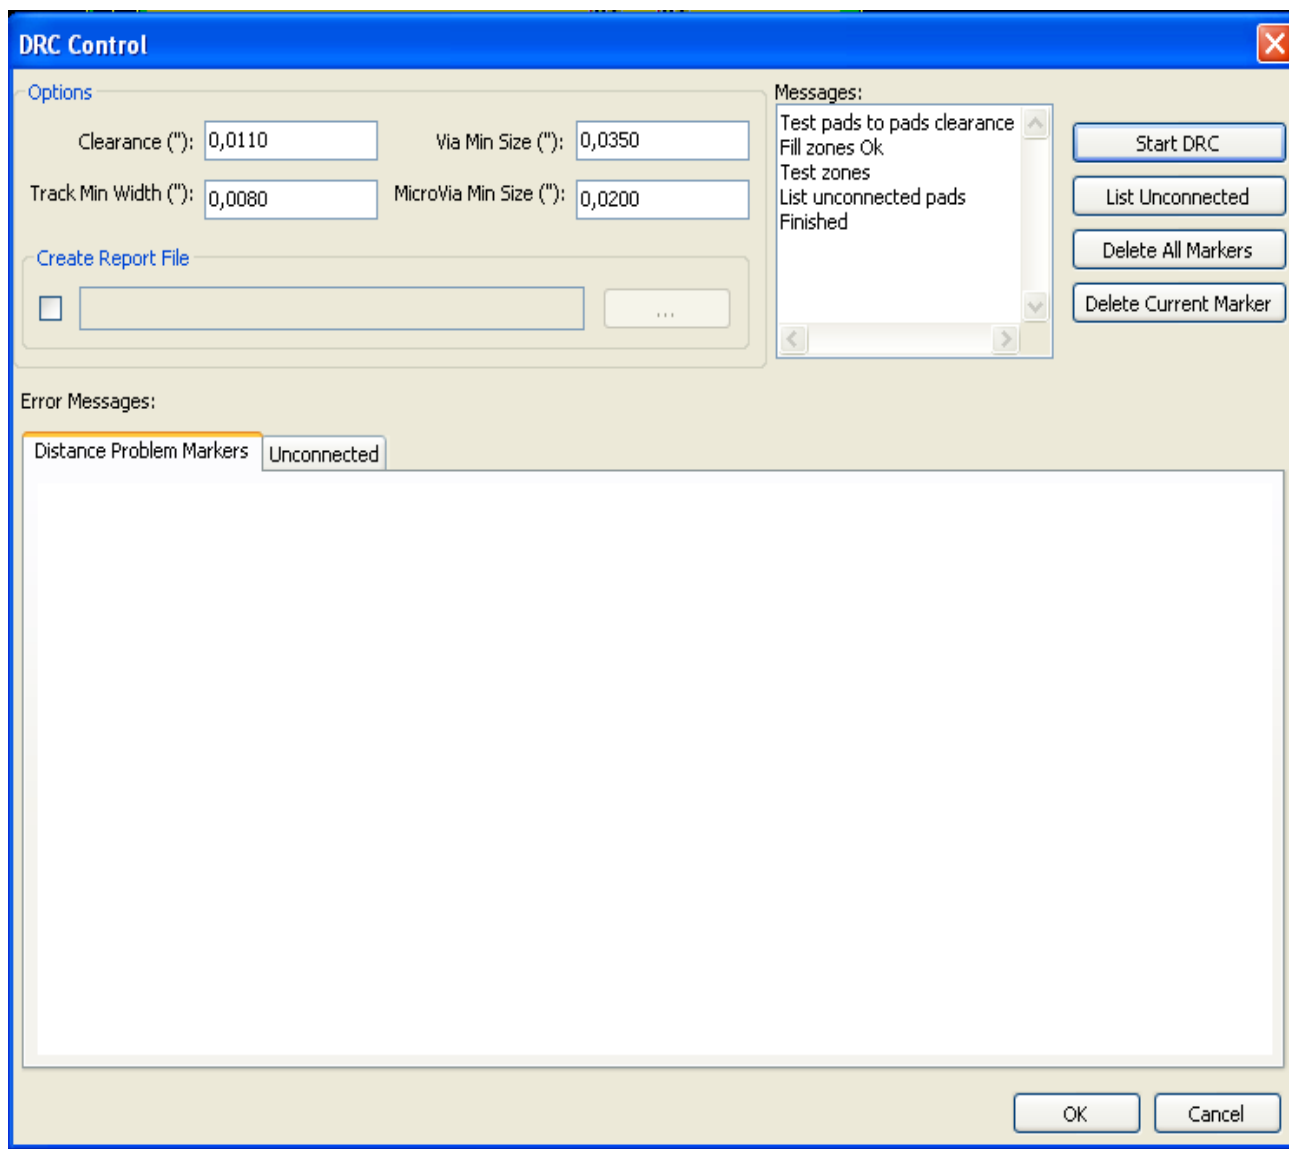 DRC Control
Options
Clearance ("): 0,0110
Via Min Size ("): 0,0350
Track Min Width ("): 0,0080
MicroVia Min Size ("): 0,0200
Create Report File
...
Messages:
Test pads to pads clearance
Fill zones Ok
Test zones
List unconnected pads
Finished
Start DRC
List Unconnected
Delete All Markers
Delete Current Marker
Error Messages:
Distance Problem Markers
Unconnected
OK
Cancel